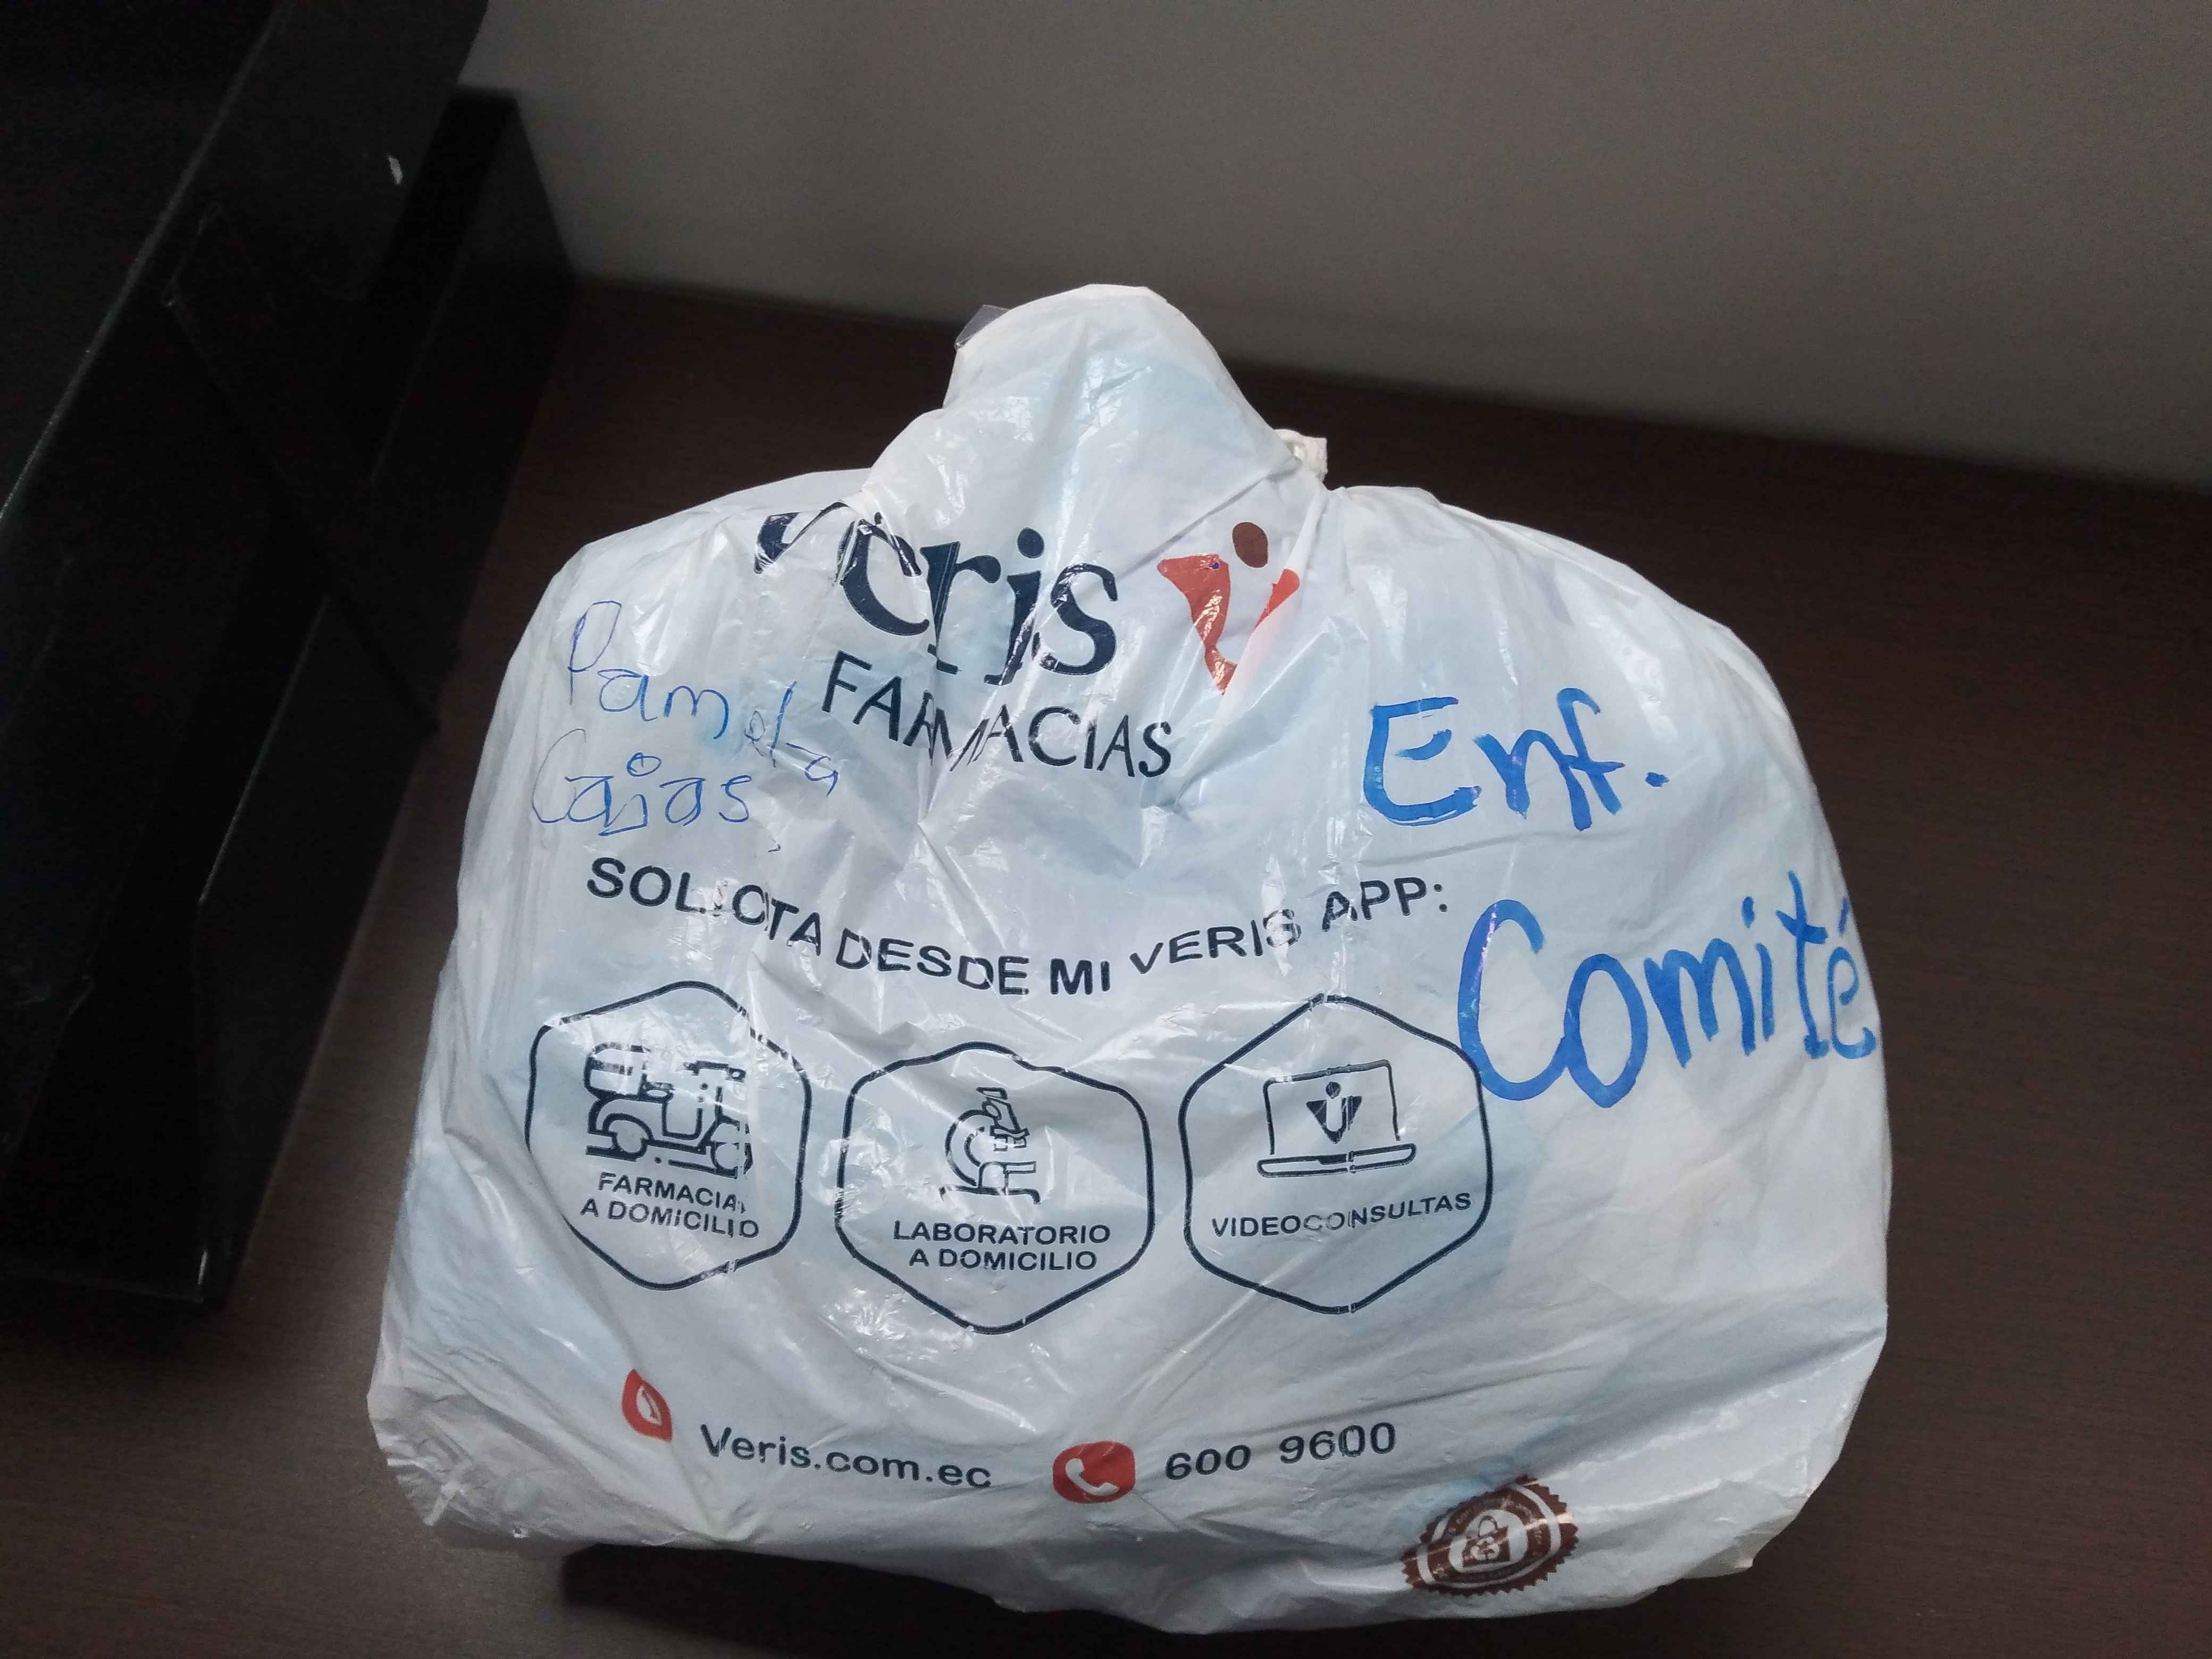 veris
FARMACIAS
Pamela
Cajas
Enf.
Comité
SOLICITA DESDE MI VERIS APP:
FARMACIA
A DOMICILIO
LABORATORIO
A DOMICILIO
VIDEOCONSULTAS
Veris.com.ec
600 9600